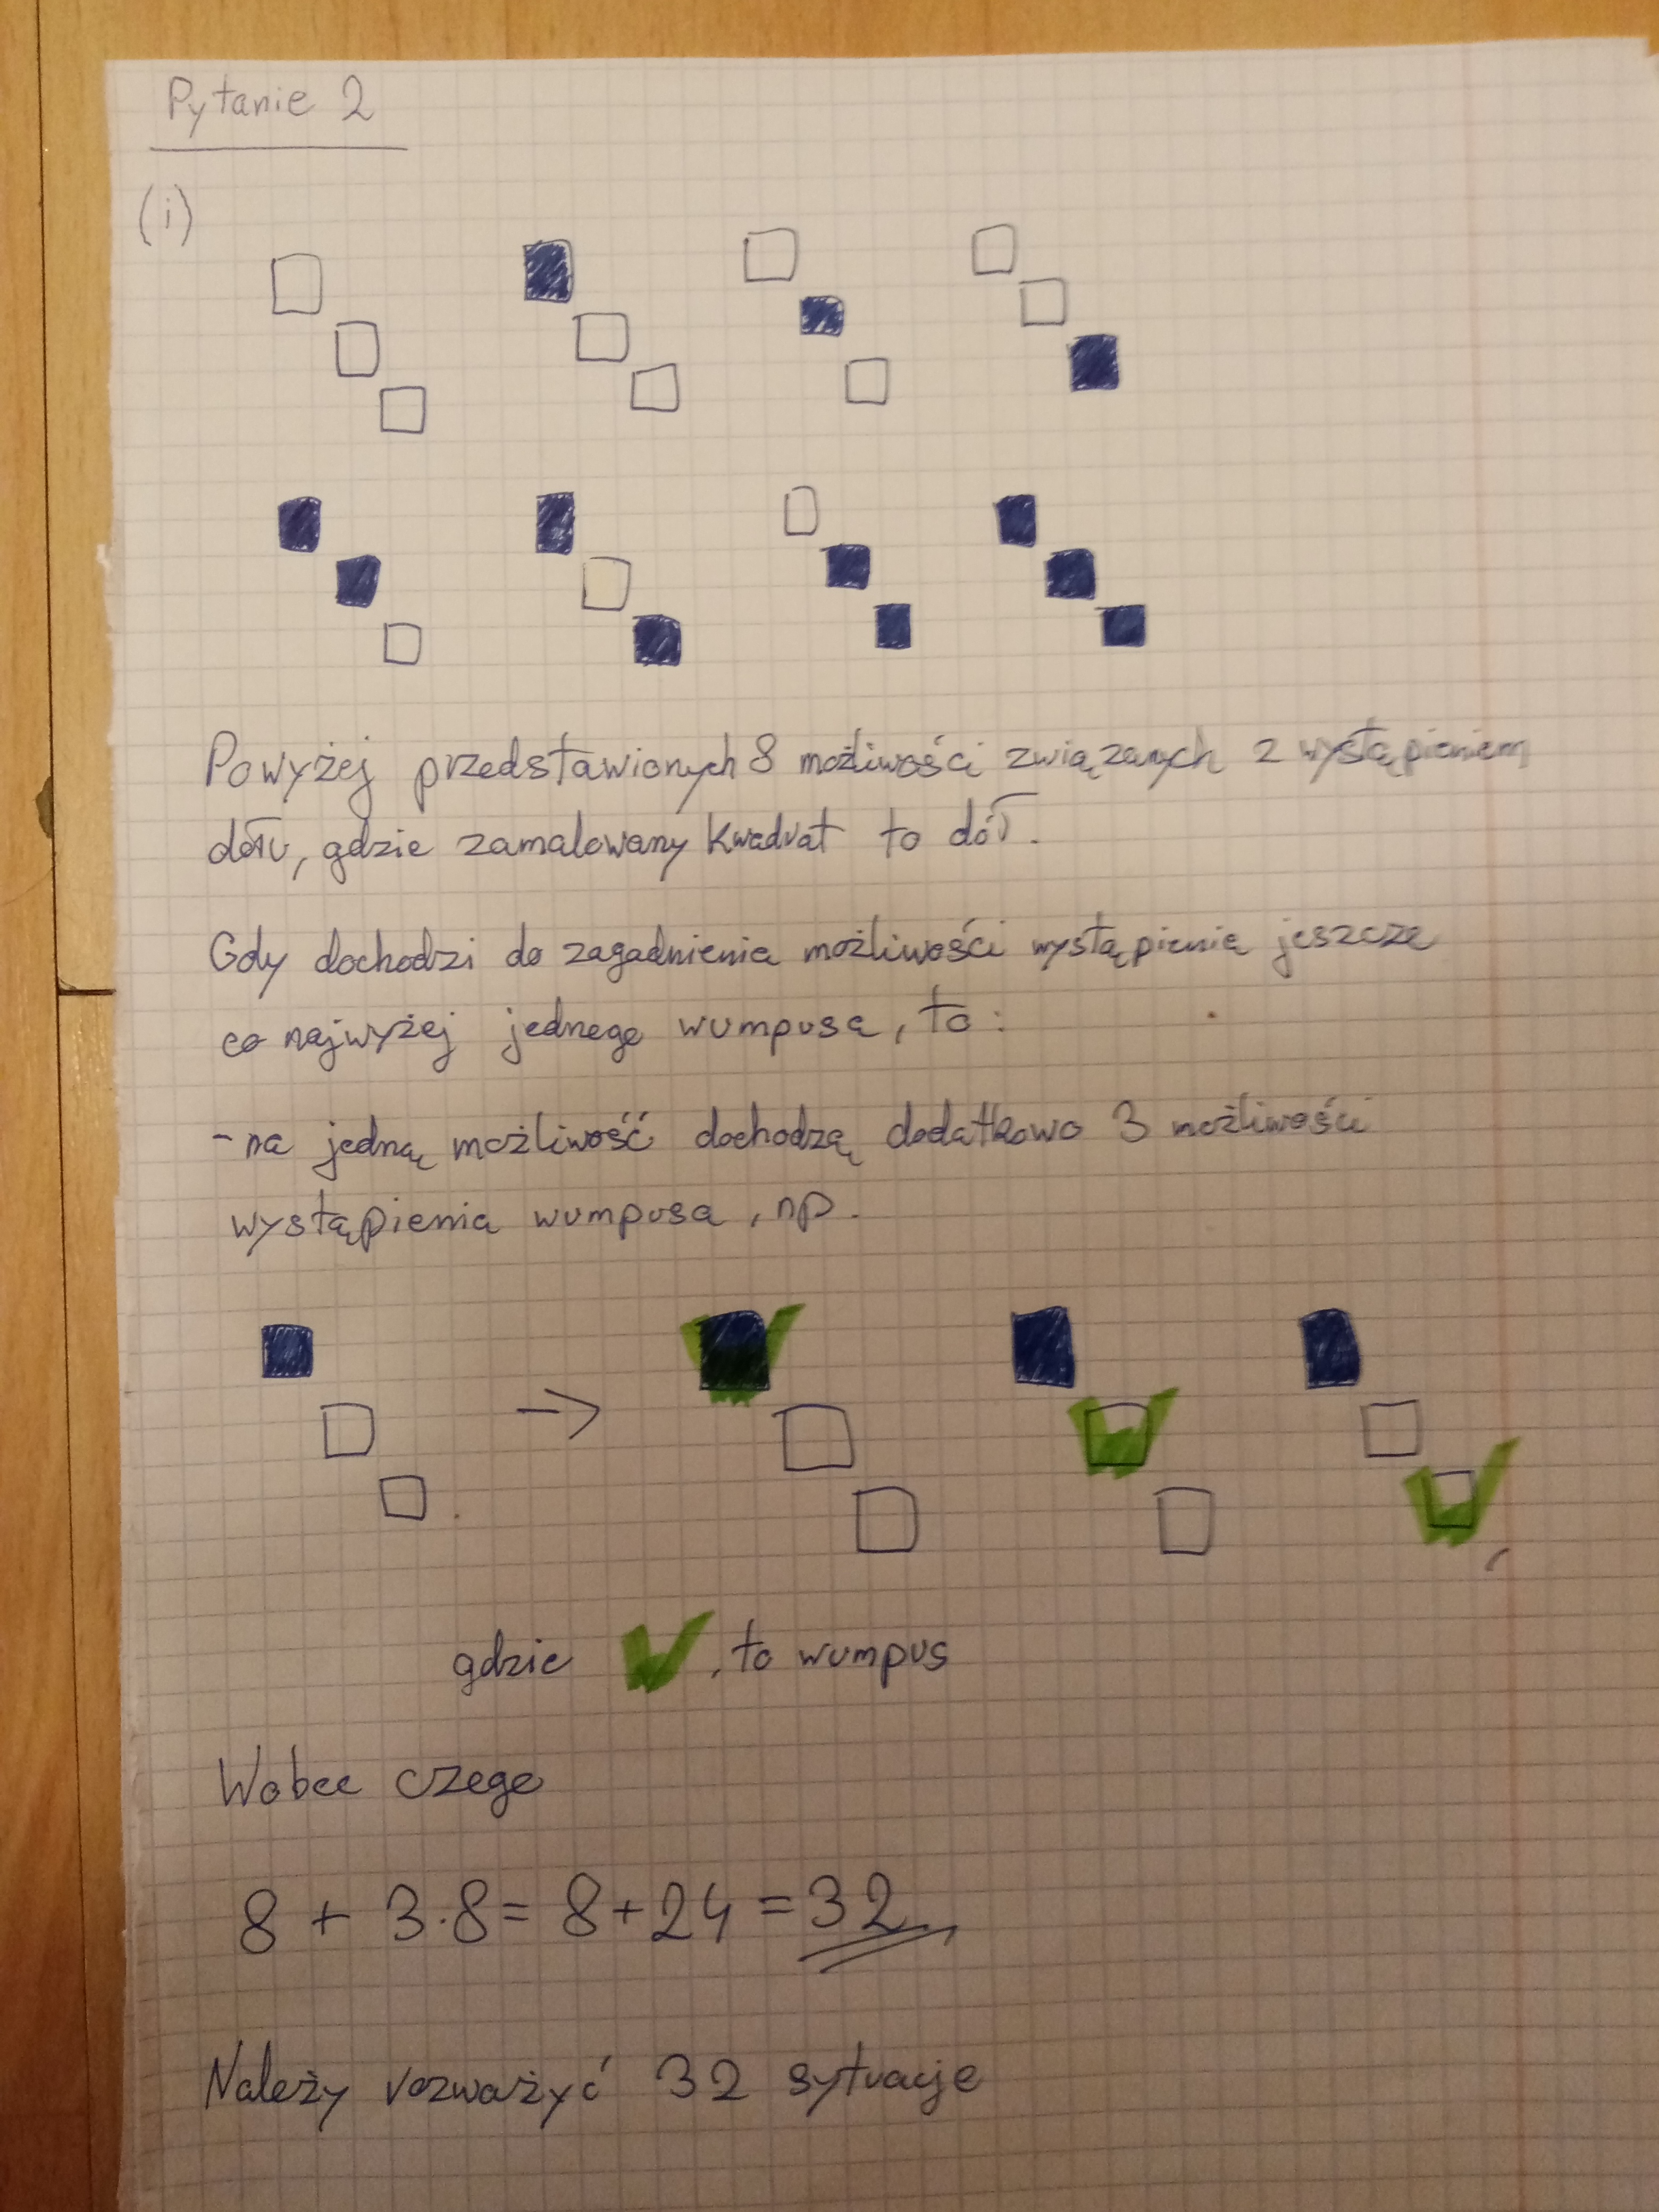 Pytanie 2
(i)
Powyżej przedstawionych 8 możliwości związanych z wystąpieniem
dołu, gdzie zamalowany kwadrat to dół.
Gdy dochodzi do zagadnienia możliwości wystąpienia jeszcze
co najwyżej jednego wumpusa, to:
- na jedną możliwość dochodzą dodatkowo 3 możliwości
wystąpienia wumpusa, np.
->
gdzie , to wumpus
Wobec czego
8 + 3·8 = 8+24 = 32
Należy rozważyć 32 sytuacje